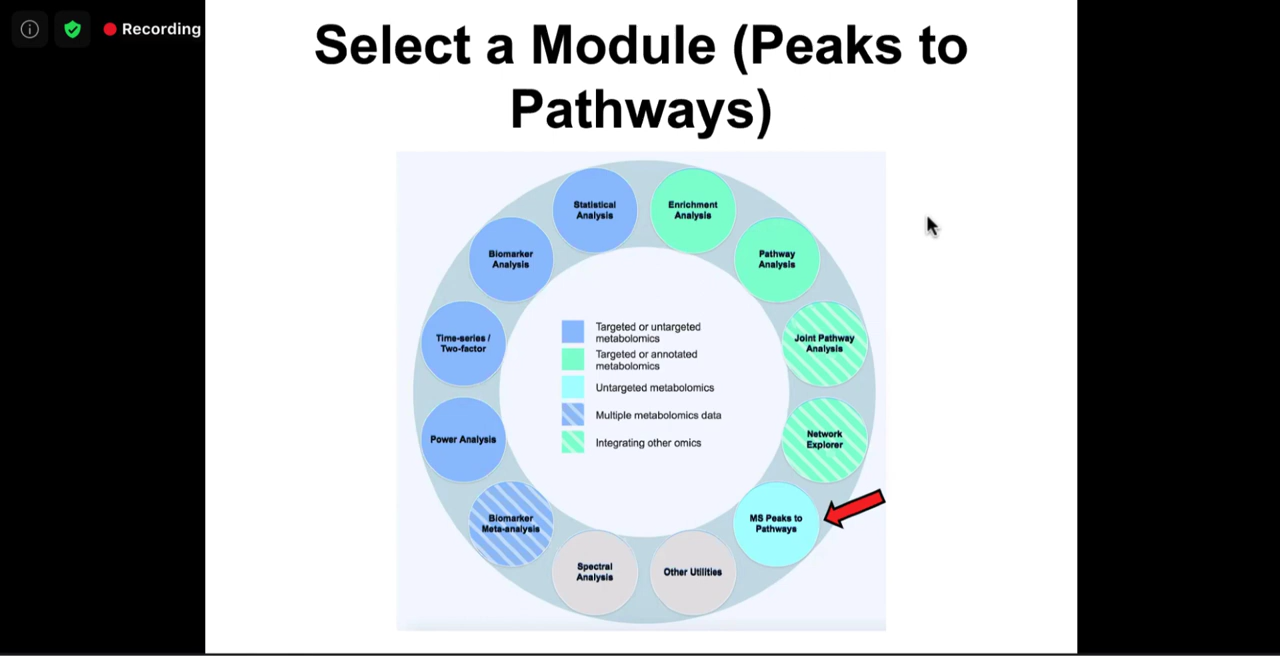 Recording
Select a Module (Peaks to
Pathways)
Statistical
Analysis
Enrichment
Analysis
Biomarker
Analysis
Pathway
Analysis
Time-series /
Two-factor
Joint Pathway
Analysis
Targeted or untargeted
metabolomics
Targeted or annotated
metabolomics
Untargeted metabolomics
Multiple metabolomics data
Integrating other omics
Power Analysis
Network
Explorer
Biomarker
Meta-analysis
MS Peaks to
Pathways
Spectral
Analysis
Other Utilities